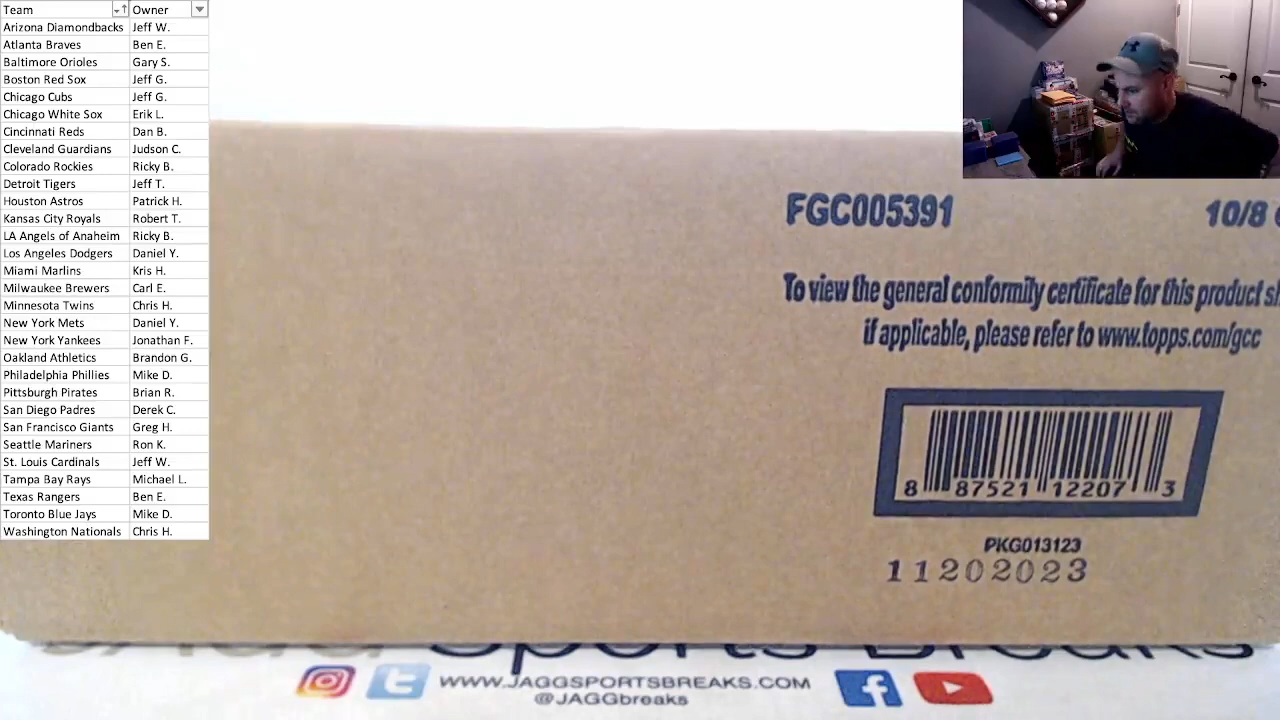 Team Owner
Arizona Diamondbacks Jeff W.
Atlanta Braves Ben E.
Baltimore Orioles Gary S.
Boston Red Sox Jeff G.
Chicago Cubs Jeff G.
Chicago White Sox Erik L.
Cincinnati Reds Dan B.
Cleveland Guardians Judson C.
Colorado Rockies Ricky B.
Detroit Tigers Jeff T.
Houston Astros Patrick H.
Kansas City Royals Robert T.
LA Angels of Anaheim Ricky B.
Los Angeles Dodgers Daniel Y.
Miami Marlins Kris H.
Milwaukee Brewers Carl E.
Minnesota Twins Chris H.
New York Mets Daniel Y.
New York Yankees Jonathan F.
Oakland Athletics Brandon G.
Philadelphia Phillies Mike D.
Pittsburgh Pirates Brian R.
San Diego Padres Derek C.
San Francisco Giants Greg H.
Seattle Mariners Ron K.
St. Louis Cardinals Jeff W.
Tampa Bay Rays Michael L.
Texas Rangers Ben E.
Toronto Blue Jays Mike D.
Washington Nationals Chris H.
FGC005391 10/8
To view the general conformity certificate for this product
if applicable, please refer to www.topps.com/gcc
8 87521 12207 3
PKG013123
11202023
Sports Breaks
WWW.JAGGSPORTSBREAKS.COM
@JAGGbreaks